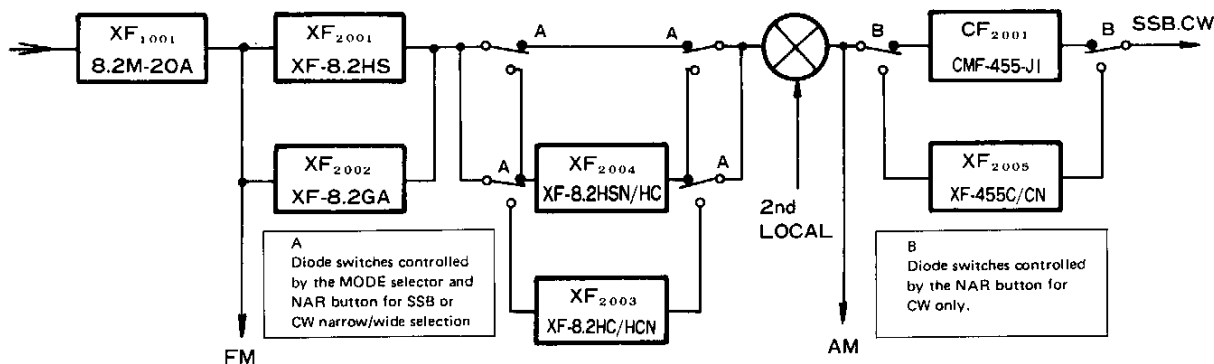 XF1001
8.2M-20A
XF2001
XF-8.2HS
A
A
A
B
CF2001
CMF-455-JI
B
SSB.CW
XF2002
XF-8.2GA
A
XF2004
XF-8.2HSN/HC
A
2nd
LOCAL
XF2005
XF-455C/CN
A
Diode switches controlled
by the MODE selector and
NAR button for SSB or
CW narrow/wide selection
XF2003
XF-8.2HC/HCN
B
Diode switches controlled
by the NAR button for
CW only.
FM
AM